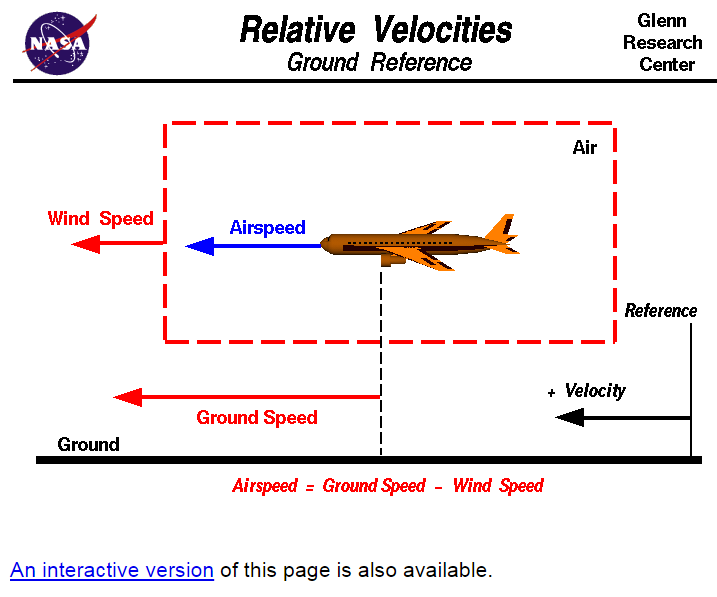 NASA
Relative Velocities
Ground Reference
Glenn
Research
Center
Air
Wind Speed
Airspeed
Reference
+ Velocity
Ground Speed
Ground
Airspeed = Ground Speed - Wind Speed
An interactive version of this page is also available.